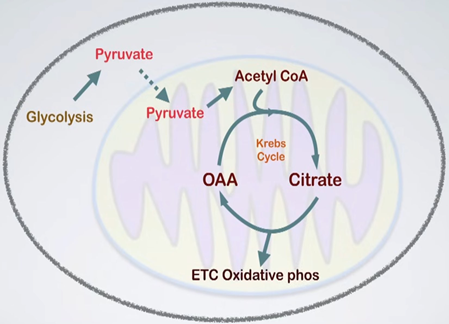 Pyruvate
Glycolysis
Pyruvate
Acetyl CoA
Krebs
Cycle
OAA
Citrate
ETC Oxidative phos